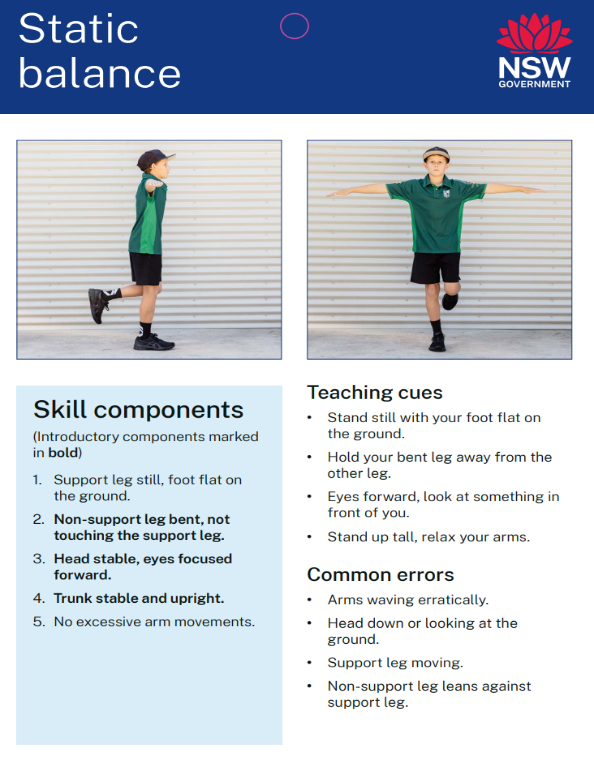 Static
balance
NSW
GOVERNMENT
Skill components
(Introductory components marked
in bold)
1. Support leg still, foot flat on
the ground.
2. Non-support leg bent, not
touching the support leg.
3. Head stable, eyes focused
forward.
4. Trunk stable and upright.
5. No excessive arm movements.
Teaching cues
• Stand still with your foot flat on
the ground.
• Hold your bent leg away from the
other leg.
• Eyes forward, look at something in
front of you.
• Stand up tall, relax your arms.
Common errors
• Arms waving erratically.
• Head down or looking at the
ground.
• Support leg moving.
• Non-support leg leans against
support leg.